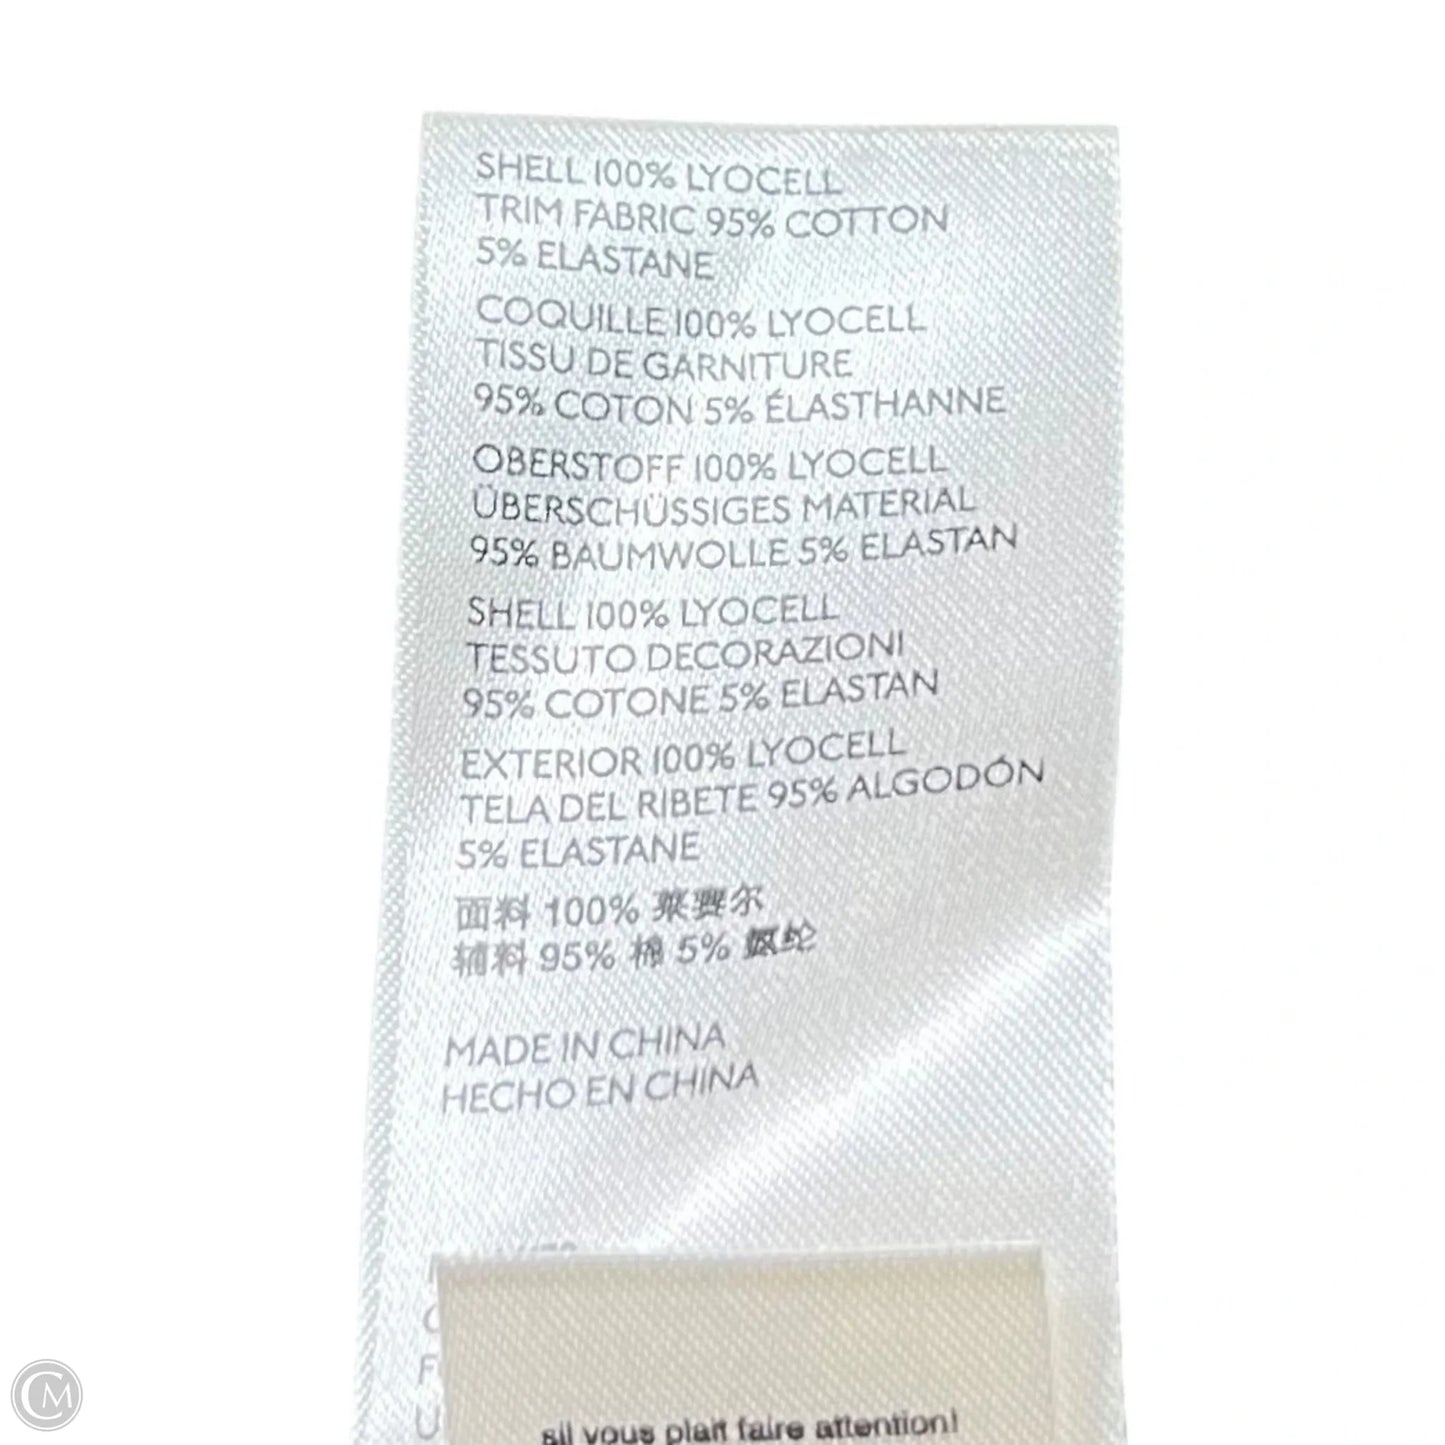 SHELL 100% LYOCELL
TRIM FABRIC 95% COTTON
5% ELASTANE
COQUILLE 100% LYOCELL
TISSU DE GARNITURE
95% COTON 5% ÉLASTHANNE
OBERSTOFF 100% LYOCELL
ÜBERSCHÜSSIGES MATERIAL
95% BAUMWOLLE 5% ELASTAN
SHELL 100% LYOCELL
TESSUTO DECORAZIONI
95% COTONE 5% ELASTAN
EXTERIOR 100% LYOCELL
TELA DEL RIBETE 95% ALGODÓN
5% ELASTANE
面料 100% 莱赛尔
辅料 95% 棉 5% 氨纶
MADE IN CHINA
HECHO EN CHINA
sil vous plait faire attention!
CM